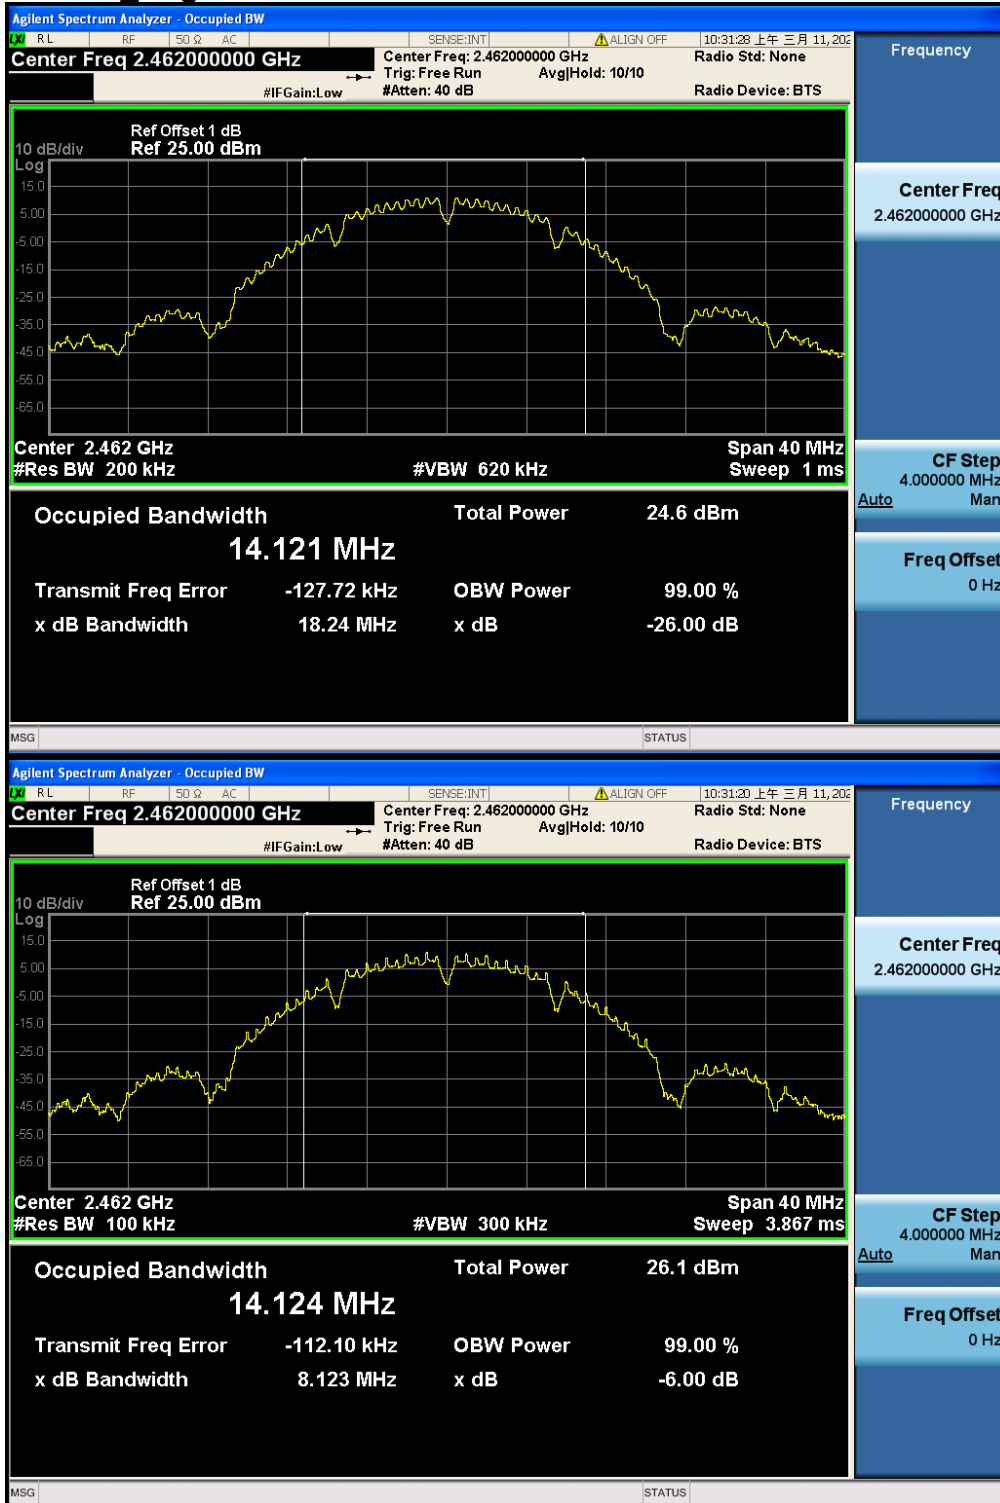 Agilent Spectrum Analyzer - Occupied BW
LXI RL RF 50 Ω AC SENSE:INT ALIGN OFF 10:31:28 上午 三月 11, 202
Center Freq 2.462000000 GHz
Center Freq: 2.462000000 GHz
Radio Std: None
Trig: Free Run Avg|Hold: 10/10
#IFGain:Low #Atten: 40 dB Radio Device: BTS
Ref Offset 1 dB
10 dB/div Ref 25.00 dBm
Log
15.0
5.00
-5.00
-15.0
-25.0
-35.0
-45.0
-55.0
-65.0
Center 2.462 GHz Span 40 MHz
#Res BW 200 kHz #VBW 620 kHz Sweep 1 ms
Occupied Bandwidth Total Power 24.6 dBm
14.121 MHz
Transmit Freq Error -127.72 kHz OBW Power 99.00 %
x dB Bandwidth 18.24 MHz x dB -26.00 dB
MSG STATUS
Frequency
Center Freq
2.462000000 GHz
CF Step
4.000000 MHz
Auto Man
Freq Offset
0 Hz
Agilent Spectrum Analyzer - Occupied BW
LXI RL RF 50 Ω AC SENSE:INT ALIGN OFF 10:31:20 上午 三月 11, 202
Center Freq 2.462000000 GHz
Center Freq: 2.462000000 GHz
Radio Std: None
Trig: Free Run Avg|Hold: 10/10
#IFGain:Low #Atten: 40 dB Radio Device: BTS
Ref Offset 1 dB
10 dB/div Ref 25.00 dBm
Log
15.0
5.00
-5.00
-15.0
-25.0
-35.0
-45.0
-55.0
-65.0
Center 2.462 GHz Span 40 MHz
#Res BW 100 kHz #VBW 300 kHz Sweep 3.867 ms
Occupied Bandwidth Total Power 26.1 dBm
14.124 MHz
Transmit Freq Error -112.10 kHz OBW Power 99.00 %
x dB Bandwidth 8.123 MHz x dB -6.00 dB
MSG STATUS
Frequency
Center Freq
2.462000000 GHz
CF Step
4.000000 MHz
Auto Man
Freq Offset
0 Hz